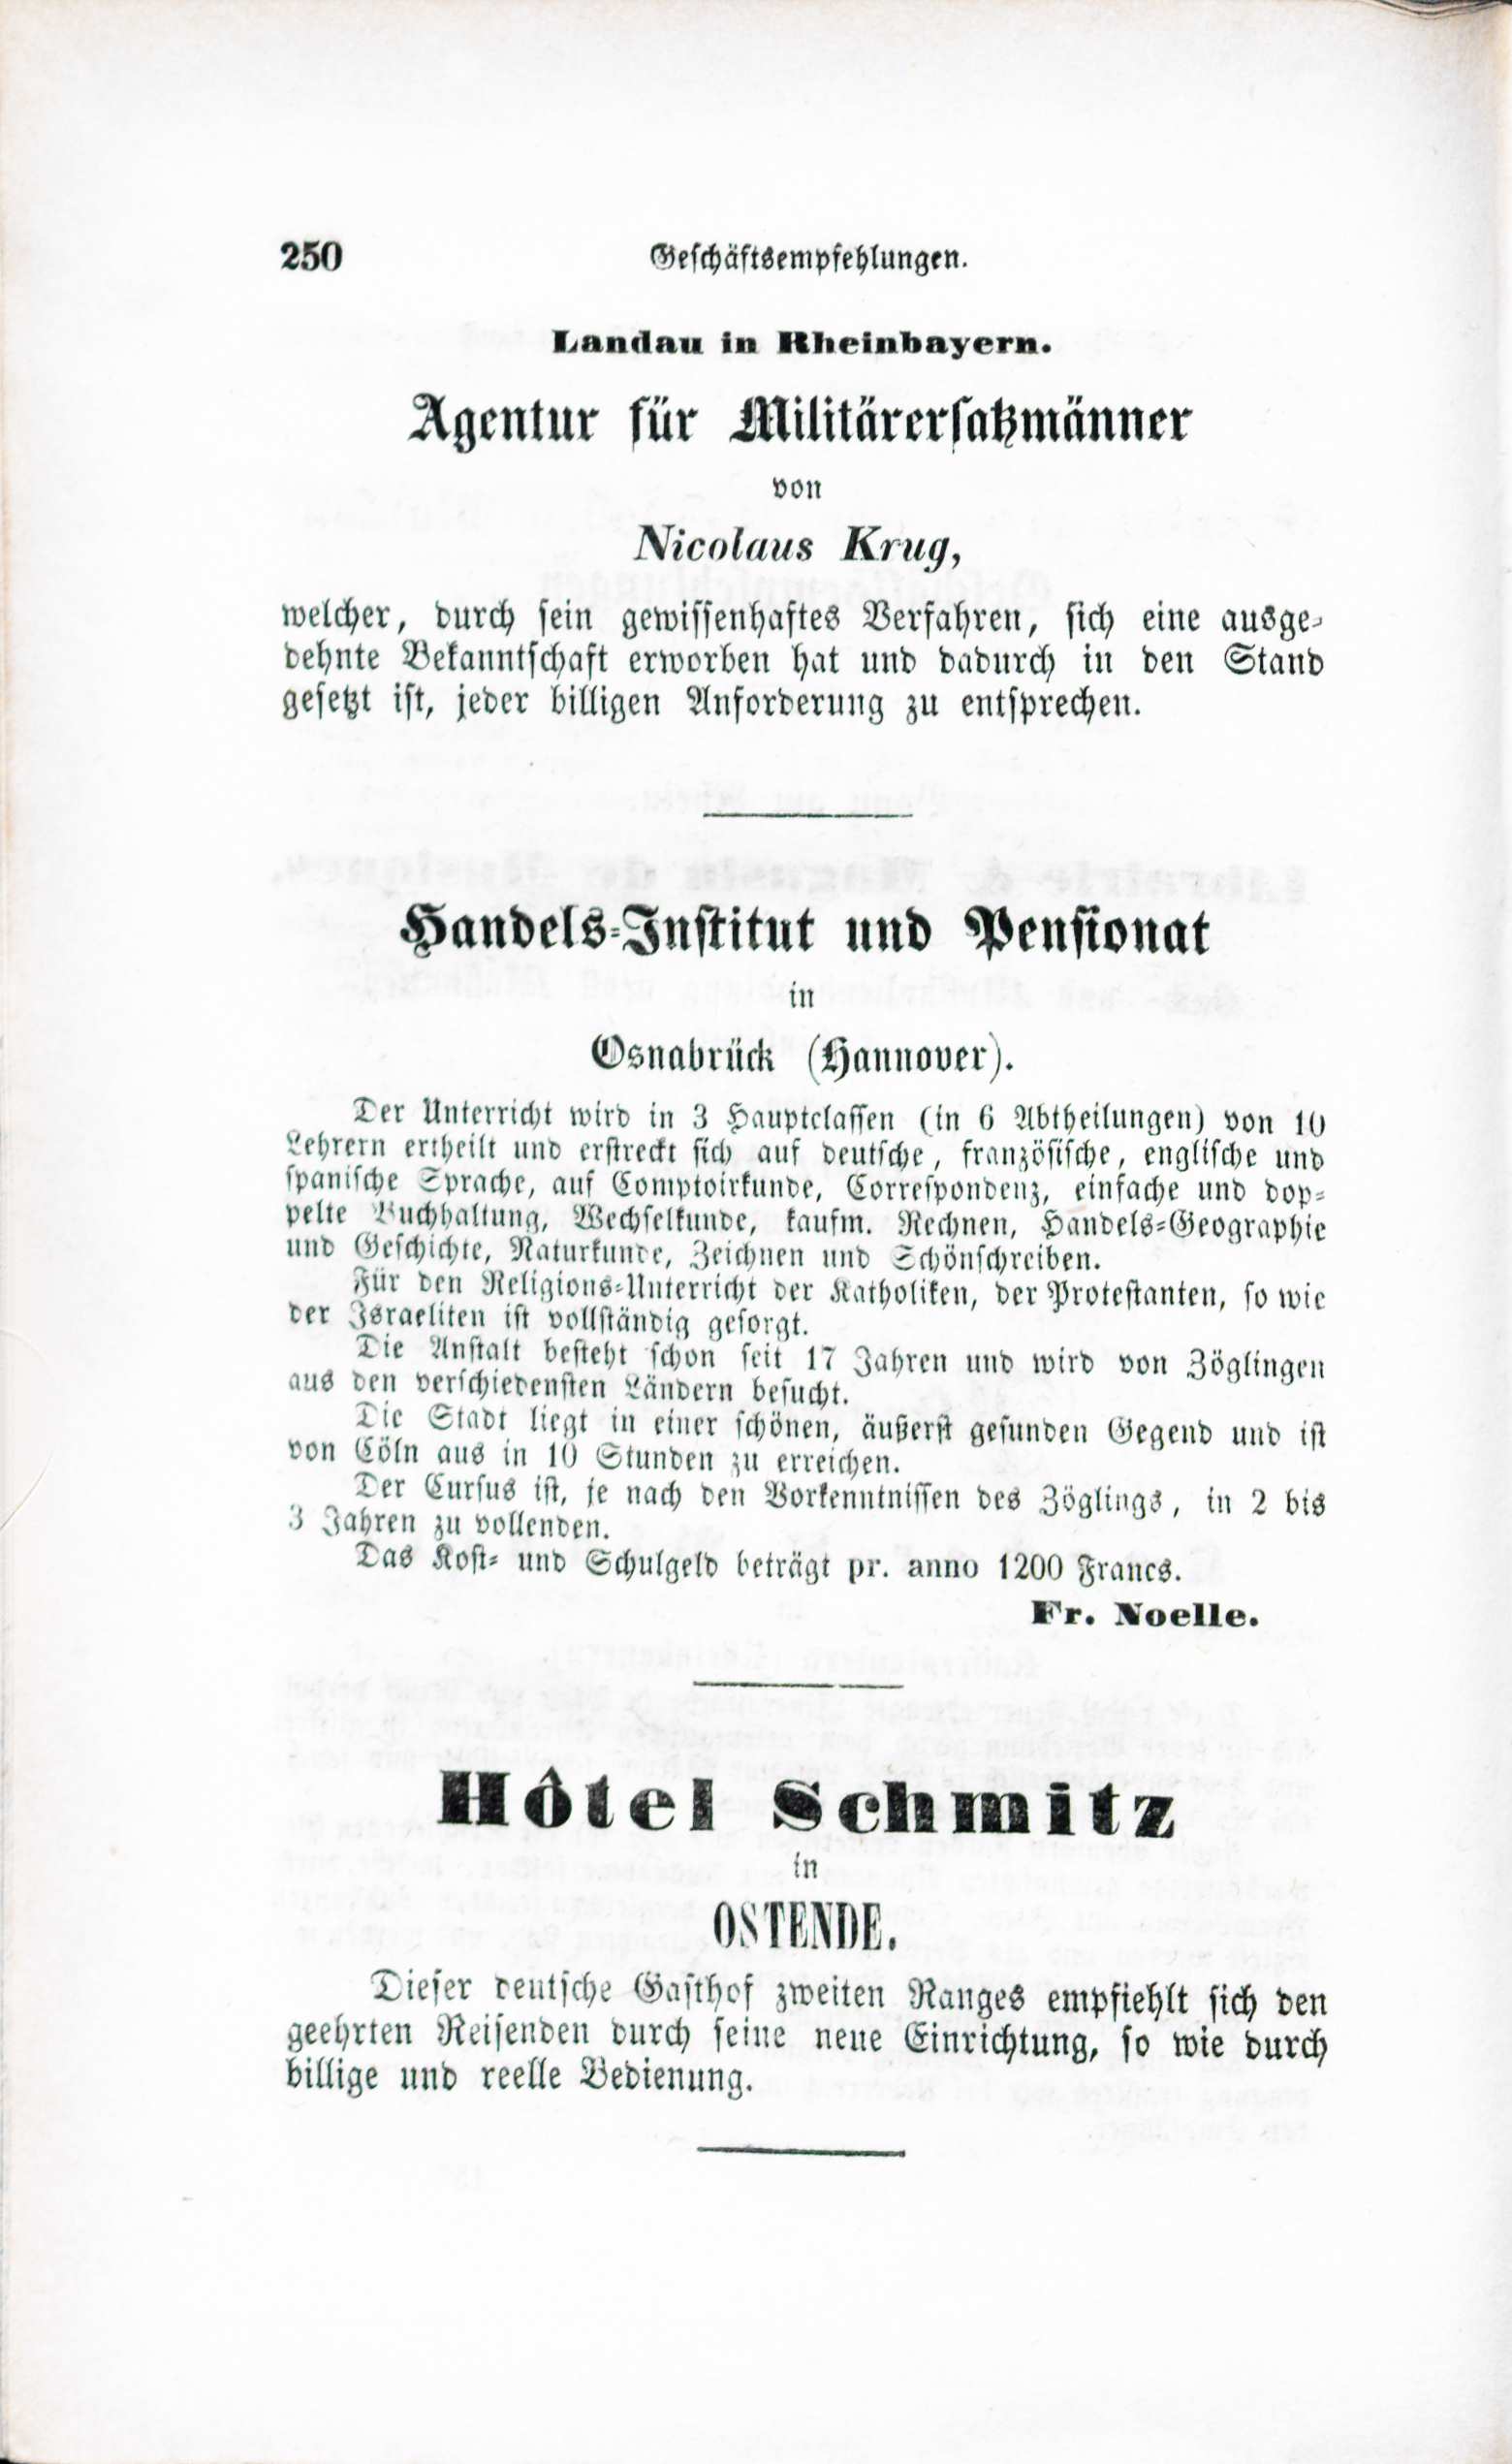 250 Geschäftsempfehlungen.
Landau in Rheinbayern.
Agentur für Militärersatzmänner
von
Nicolaus Krug,
welcher, durch sein gewissenhaftes Verfahren, sich eine ausge-
dehnte Bekanntschaft erworben hat und dadurch in den Stand
gesetzt ist, jeder billigen Anforderung zu entsprechen.
Handels-Institut und Pensionat
in
Osnabrück (Hannover).
Der Unterricht wird in 3 Hauptclassen (in 6 Abtheilungen) von 10
Lehrern ertheilt und erstreckt sich auf deutsche, französische, englische und
spanische Sprache, auf Comptoirkunde, Correspondenz, einfache und dop-
pelte Buchhaltung, Wechselkunde, kaufm. Rechnen, Handels-Geographie
und Geschichte, Naturkunde, Zeichnen und Schönschreiben.
Für den Religions-Unterricht der Katholiken, der Protestanten, so wie
der Israeliten ist vollständig gesorgt.
Die Anstalt besteht schon seit 17 Jahren und wird von Zöglingen
aus den verschiedensten Ländern besucht.
Die Stadt liegt in einer schönen, äußerst gesunden Gegend und ist
von Cöln aus in 10 Stunden zu erreichen.
Der Cursus ist, je nach den Vorkenntnissen des Zöglings, in 2 bis
3 Jahren zu vollenden.
Das Kost- und Schulgeld beträgt pr. anno 1200 Francs.
Fr. Noelle.
Hôtel Schmitz
in
OSTENDE.
Dieser deutsche Gasthof zweiten Ranges empfiehlt sich den
geehrten Reisenden durch seine neue Einrichtung, so wie durch
billige und reelle Bedienung.